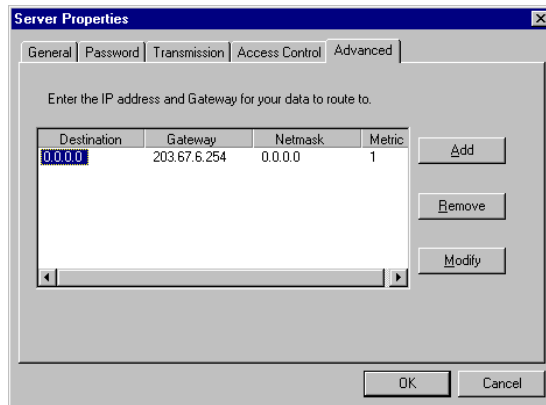 Server Properties
General Password Transmission Access Control Advanced
Enter the IP address and Gateway for your data to route to.
Destination Gateway Netmask Metric
0.0.0.0 203.67.6.254 0.0.0.0 1
Add
Remove
Modify
OK Cancel